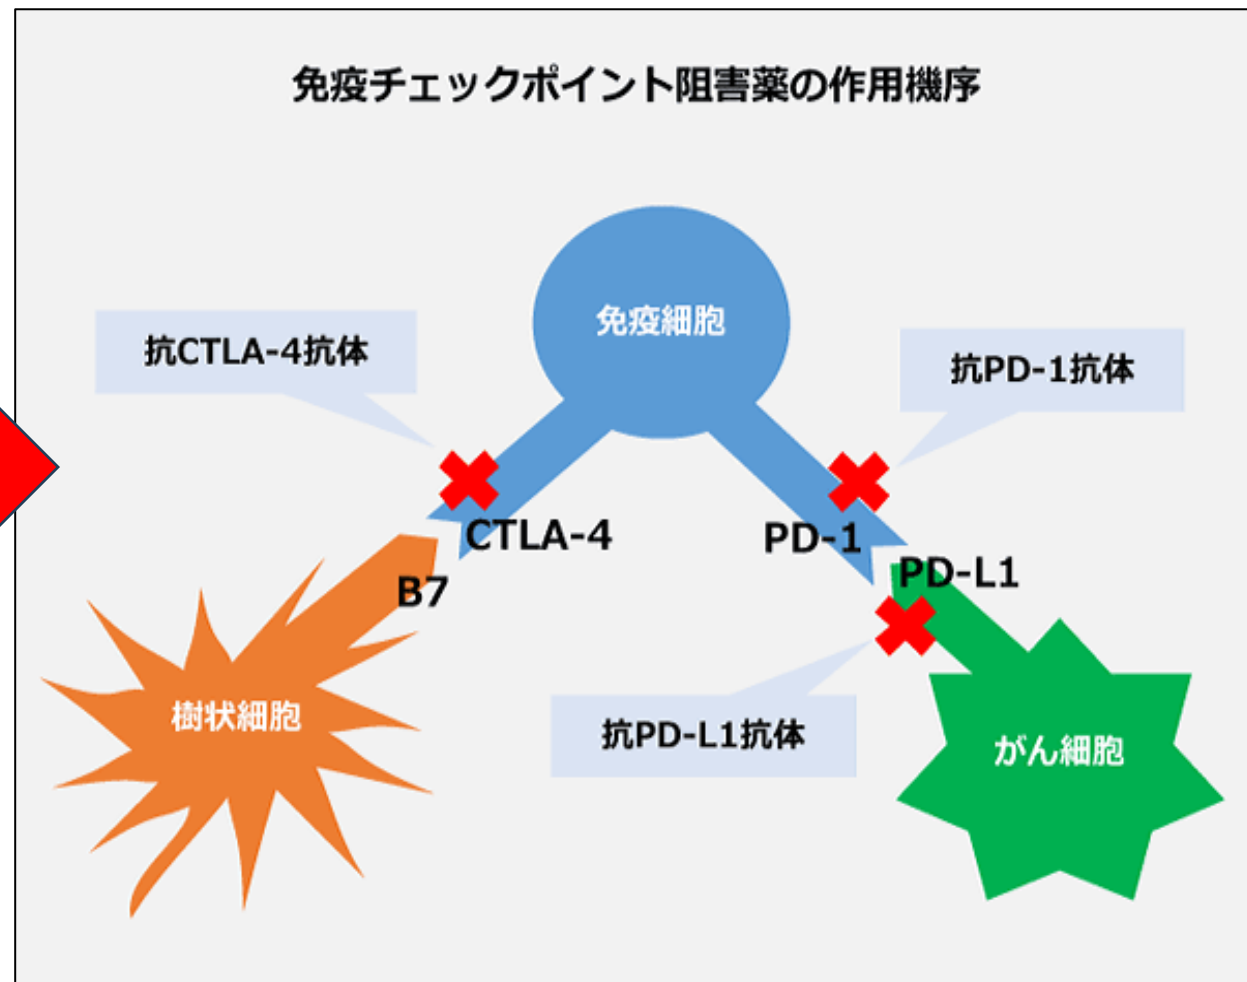 免疫チェックポイント阻害薬の作用機序
免疫細胞
抗CTLA-4抗体
抗PD-1抗体
CTLA-4
PD-1
B7
PD-L1
樹状細胞
抗PD-L1抗体
がん細胞